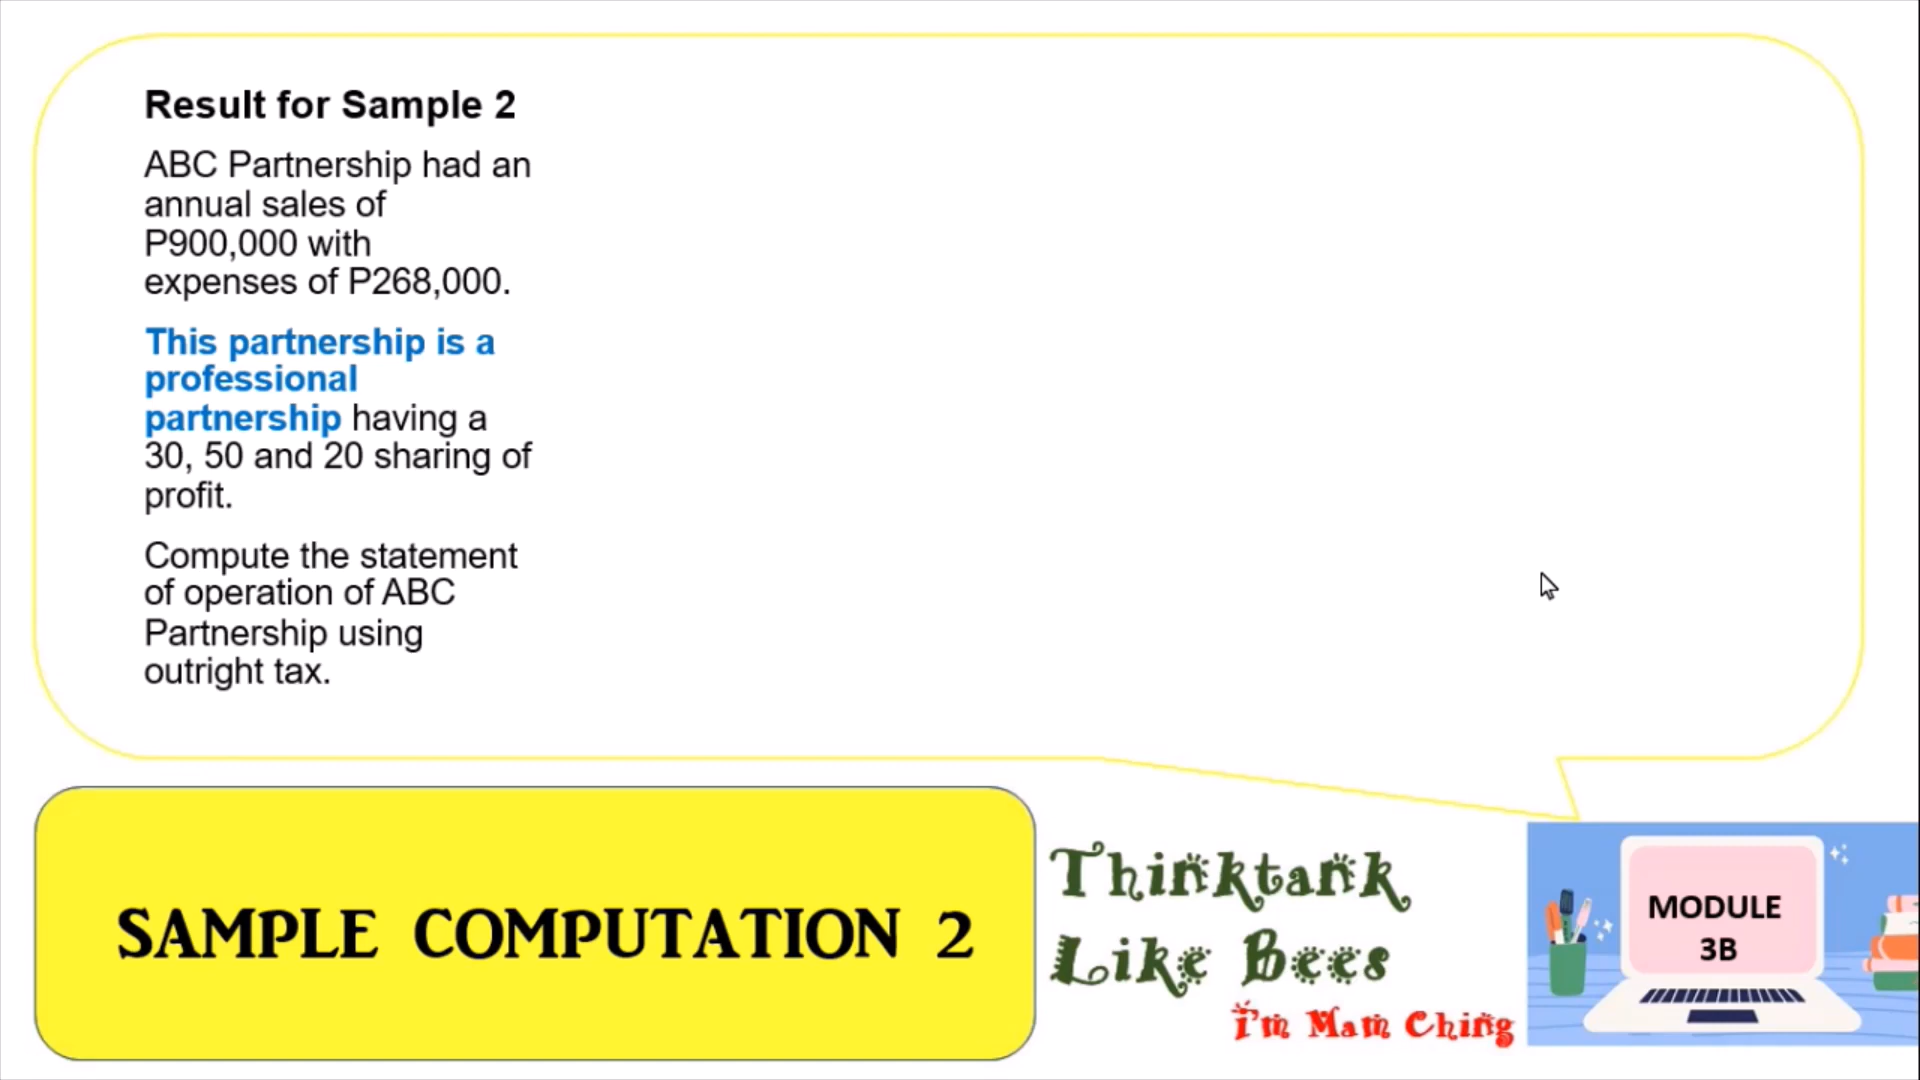 Result for Sample 2
ABC Partnership had an
annual sales of
P900,000 with
expenses of P268,000.
This partnership is a
professional
partnership having a
30, 50 and 20 sharing of
profit.
Compute the statement
of operation of ABC
Partnership using
outright tax.
SAMPLE COMPUTATION 2
Thinktank
Like Bees
i'm Mam Ching
MODULE
3B